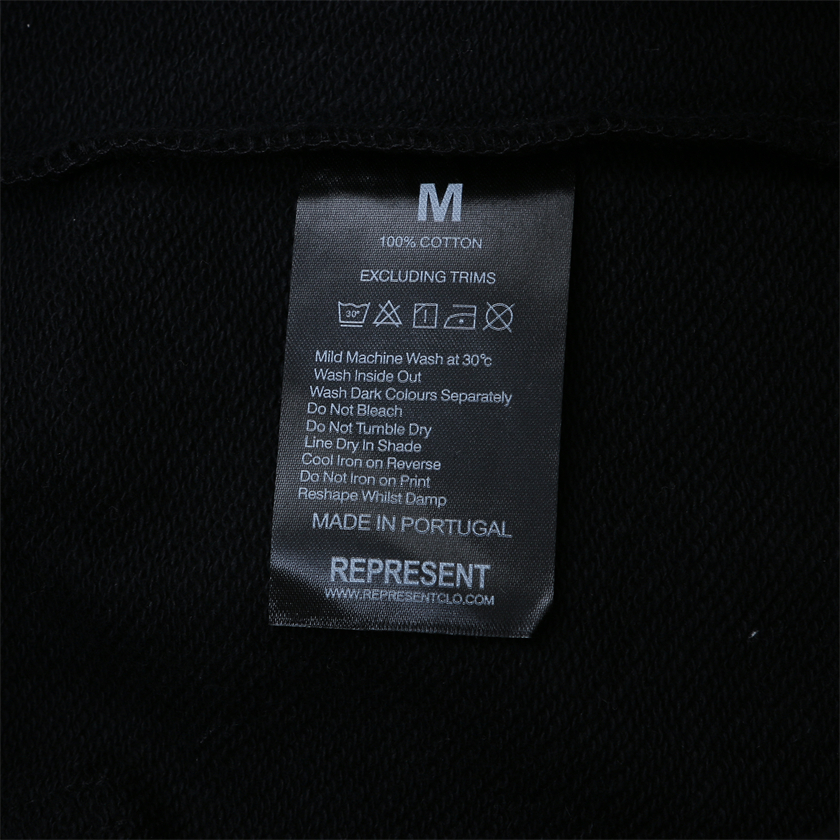 M
100% COTTON
EXCLUDING TRIMS
30°
Mild Machine Wash at 30°c
Wash Inside Out
Wash Dark Colours Separately
Do Not Bleach
Do Not Tumble Dry
Line Dry In Shade
Cool Iron on Reverse
Do Not Iron on Print
Reshape Whilst Damp
MADE IN PORTUGAL
REPRESENT
WWW.REPRESENTCLO.COM